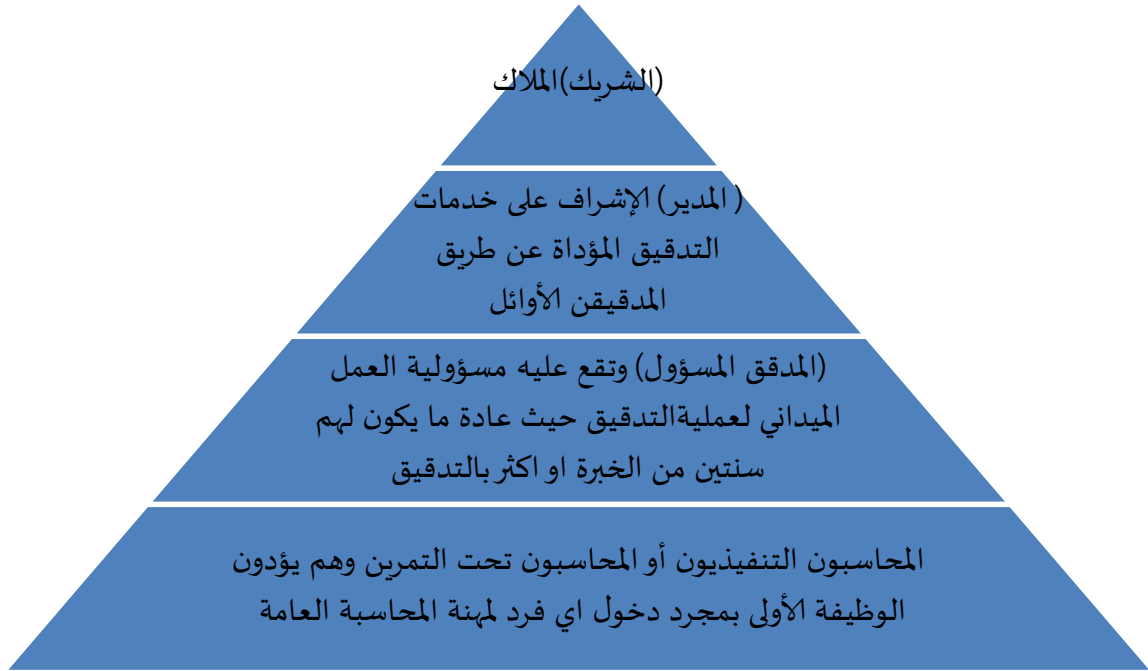 (الشريك)الملاك
( المدير) الإشراف على خدمات
التدقيق المؤداة عن طريق
المدقيقن الأوائل
(المدقق المسؤول) وتقع عليه مسؤولية العمل
الميداني لعمليةالتدقيق حيث عادة ما يكون لهم
سنتين من الخبرة او اكثر بالتدقيق
المحاسبون التنفيذيون أو المحاسبون تحت التمرين وهم يؤدون
الوظيفة الأولى بمجرد دخول اي فرد لمهنة المحاسبة العامة